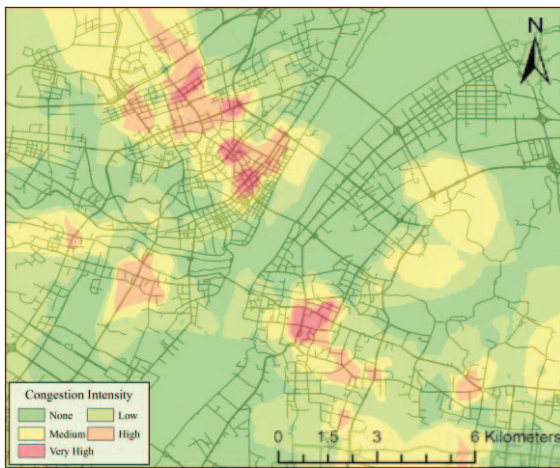 N
Congestion Intensity
None Low
Medium High
Very High
0 1.5 3 6 Kilometers